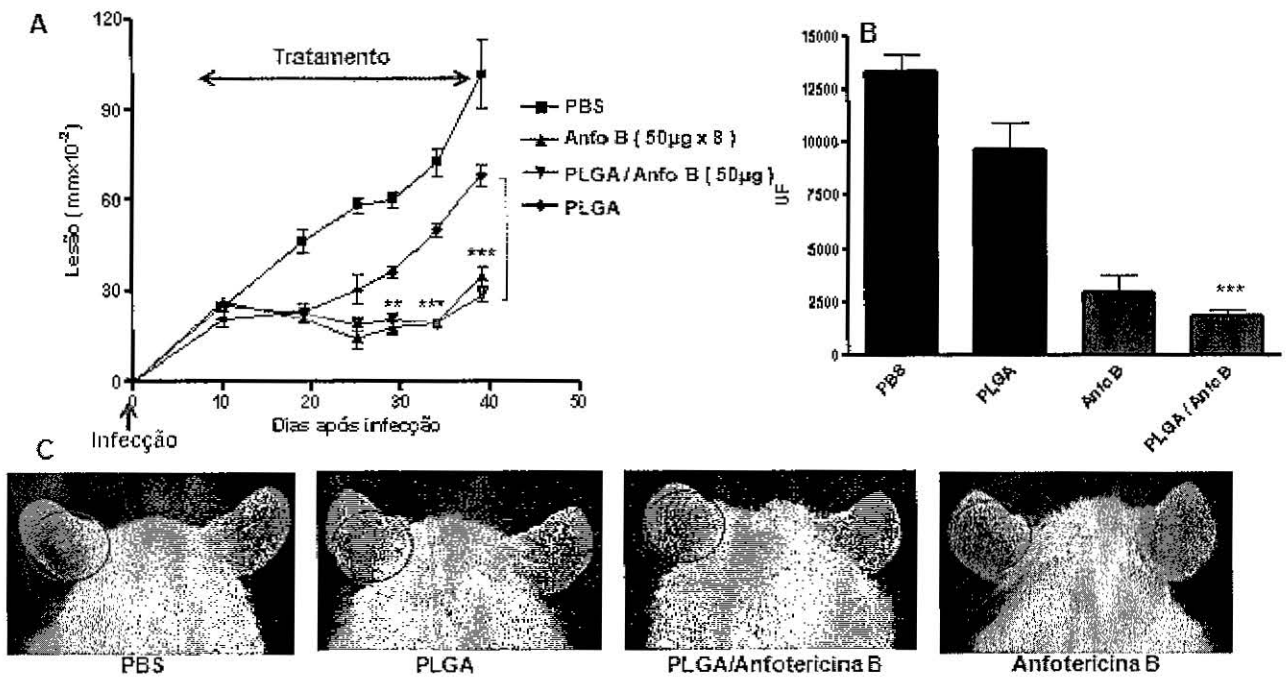 A
Tratamento
Lesão (mmx10⁻²)
120
90
60
30
0
0 10 20 30 40 50
Dias após infecção
Infecção
PBS
Anfo B (50µg x 8)
PLGA/Anfo B (50µg)
PLGA
** *** ***
B
UF
15000
12500
10000
7500
5000
2500
0
***
PBS
PLGA
Anfo B
PLGA / Anfo B
C
PBS
PLGA
PLGA/Anfotericina B
Anfotericina B